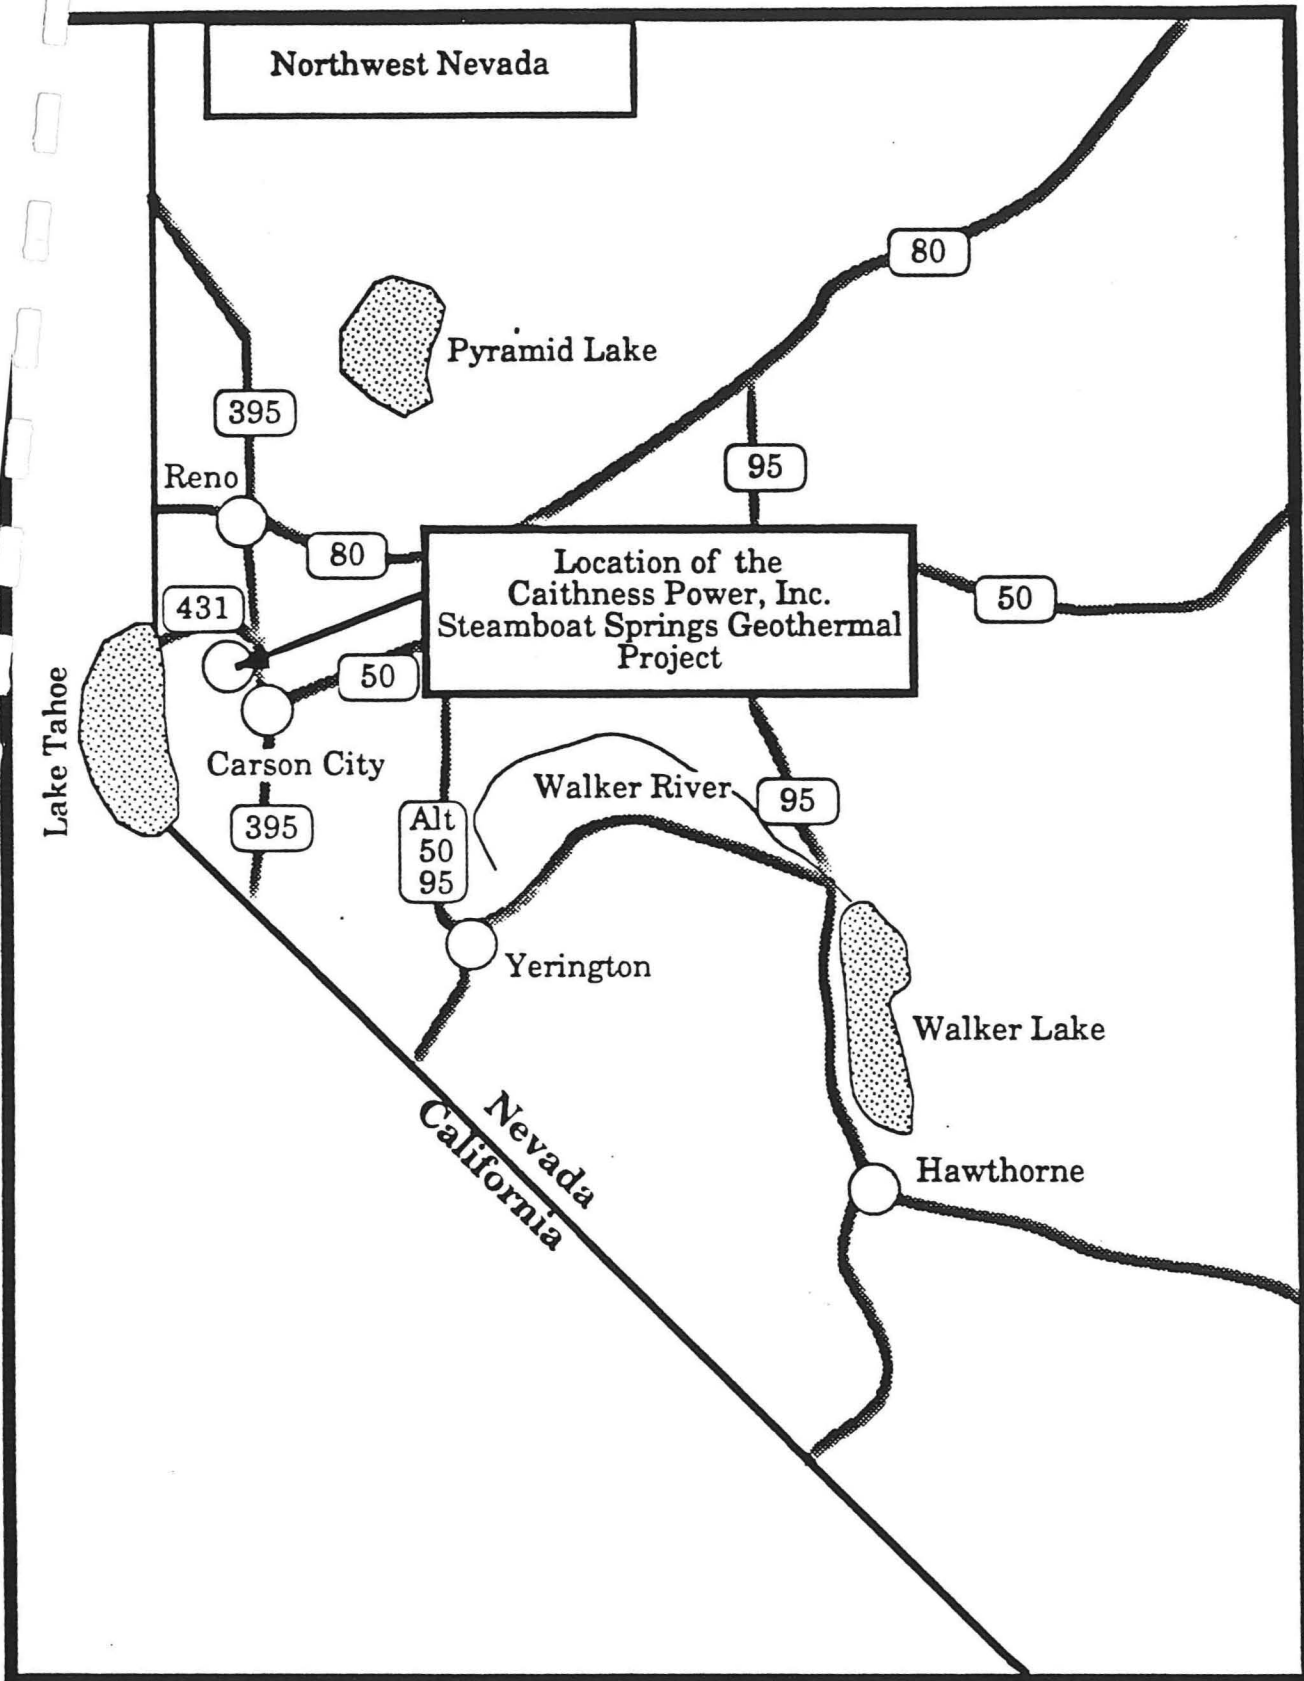 Northwest Nevada
80
Pyramid Lake
395
95
Reno
80
Location of the
Caithness Power, Inc.
Steamboat Springs Geothermal
Project
50
431
50
Lake Tahoe
Carson City
Walker River
95
395
Alt
50
95
Yerington
Walker Lake
Nevada
California
Hawthorne